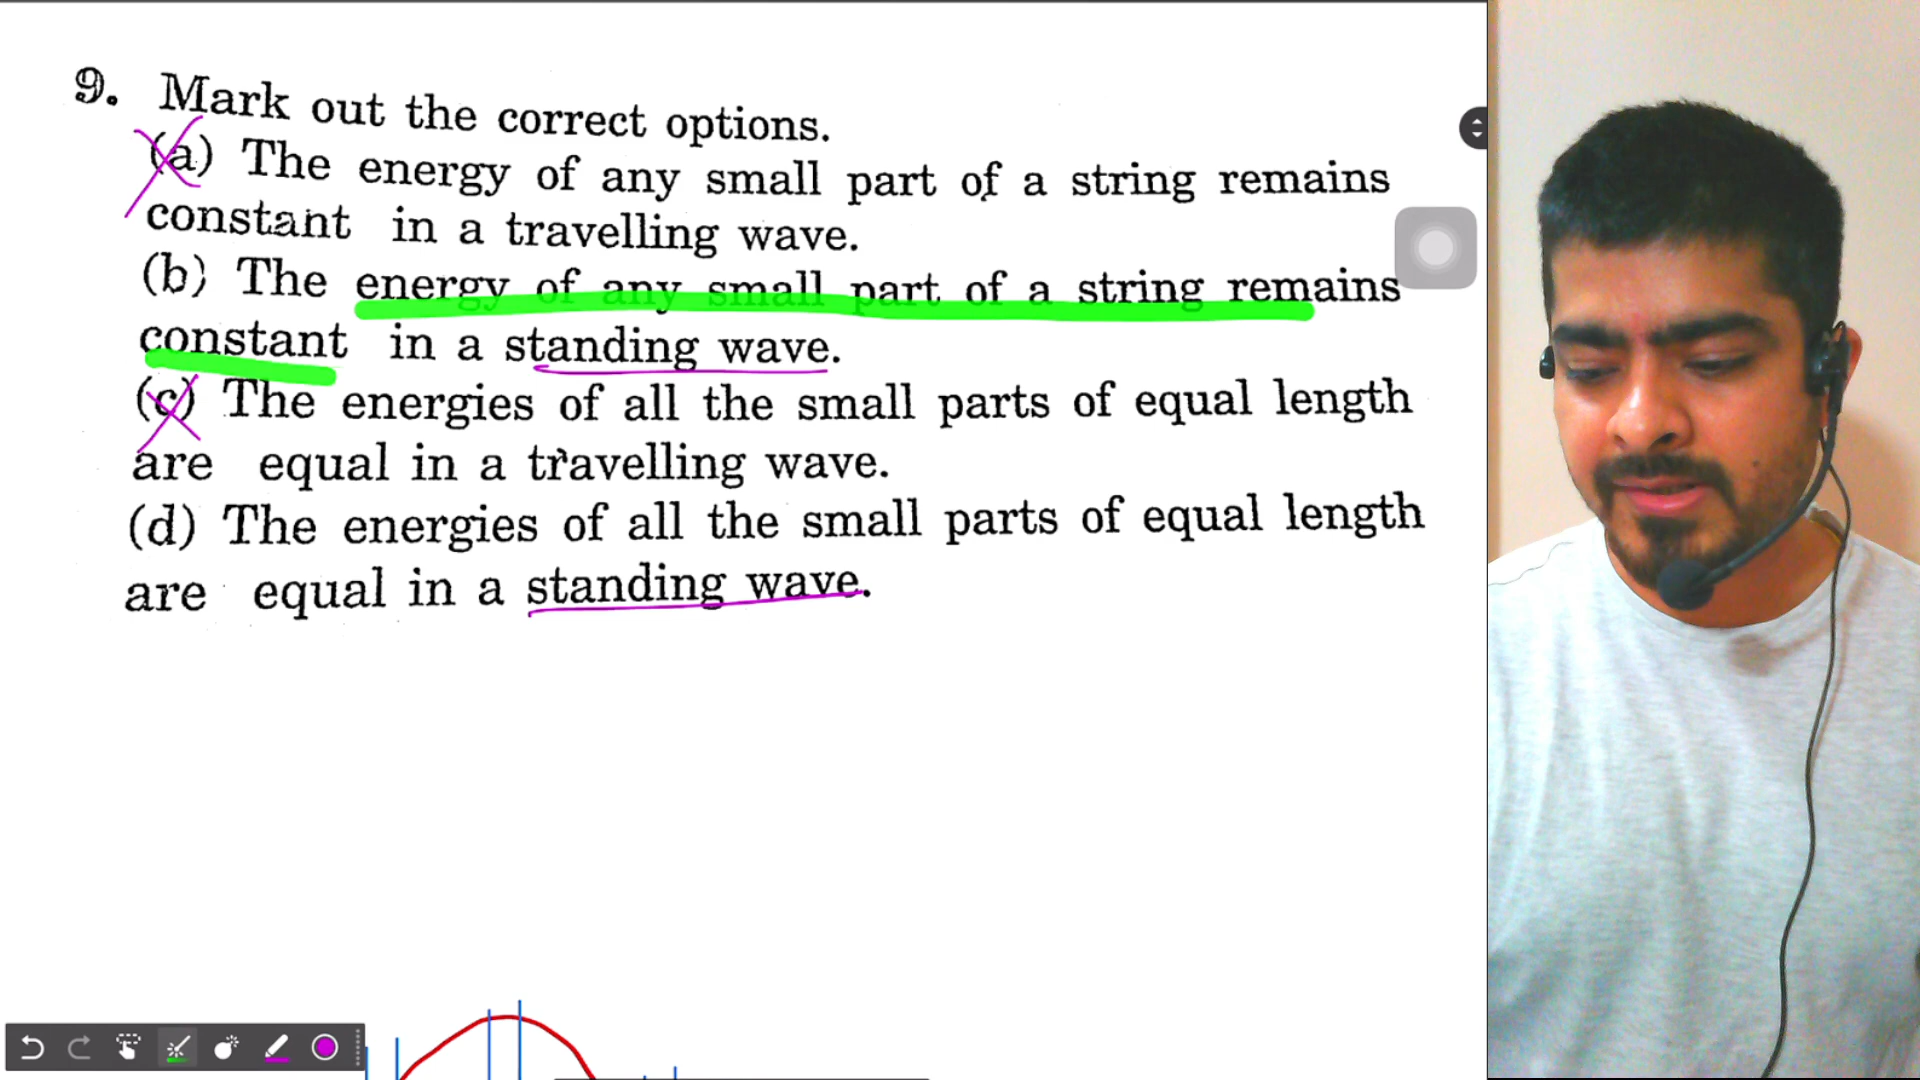 9. Mark out the correct options.
(a) The energy of any small part of a string remains
constant in a travelling wave.
(b) The energy of any small part of a string remains
constant in a standing wave.
(c) The energies of all the small parts of equal length
are equal in a travelling wave.
(d) The energies of all the small parts of equal length
are equal in a standing wave.